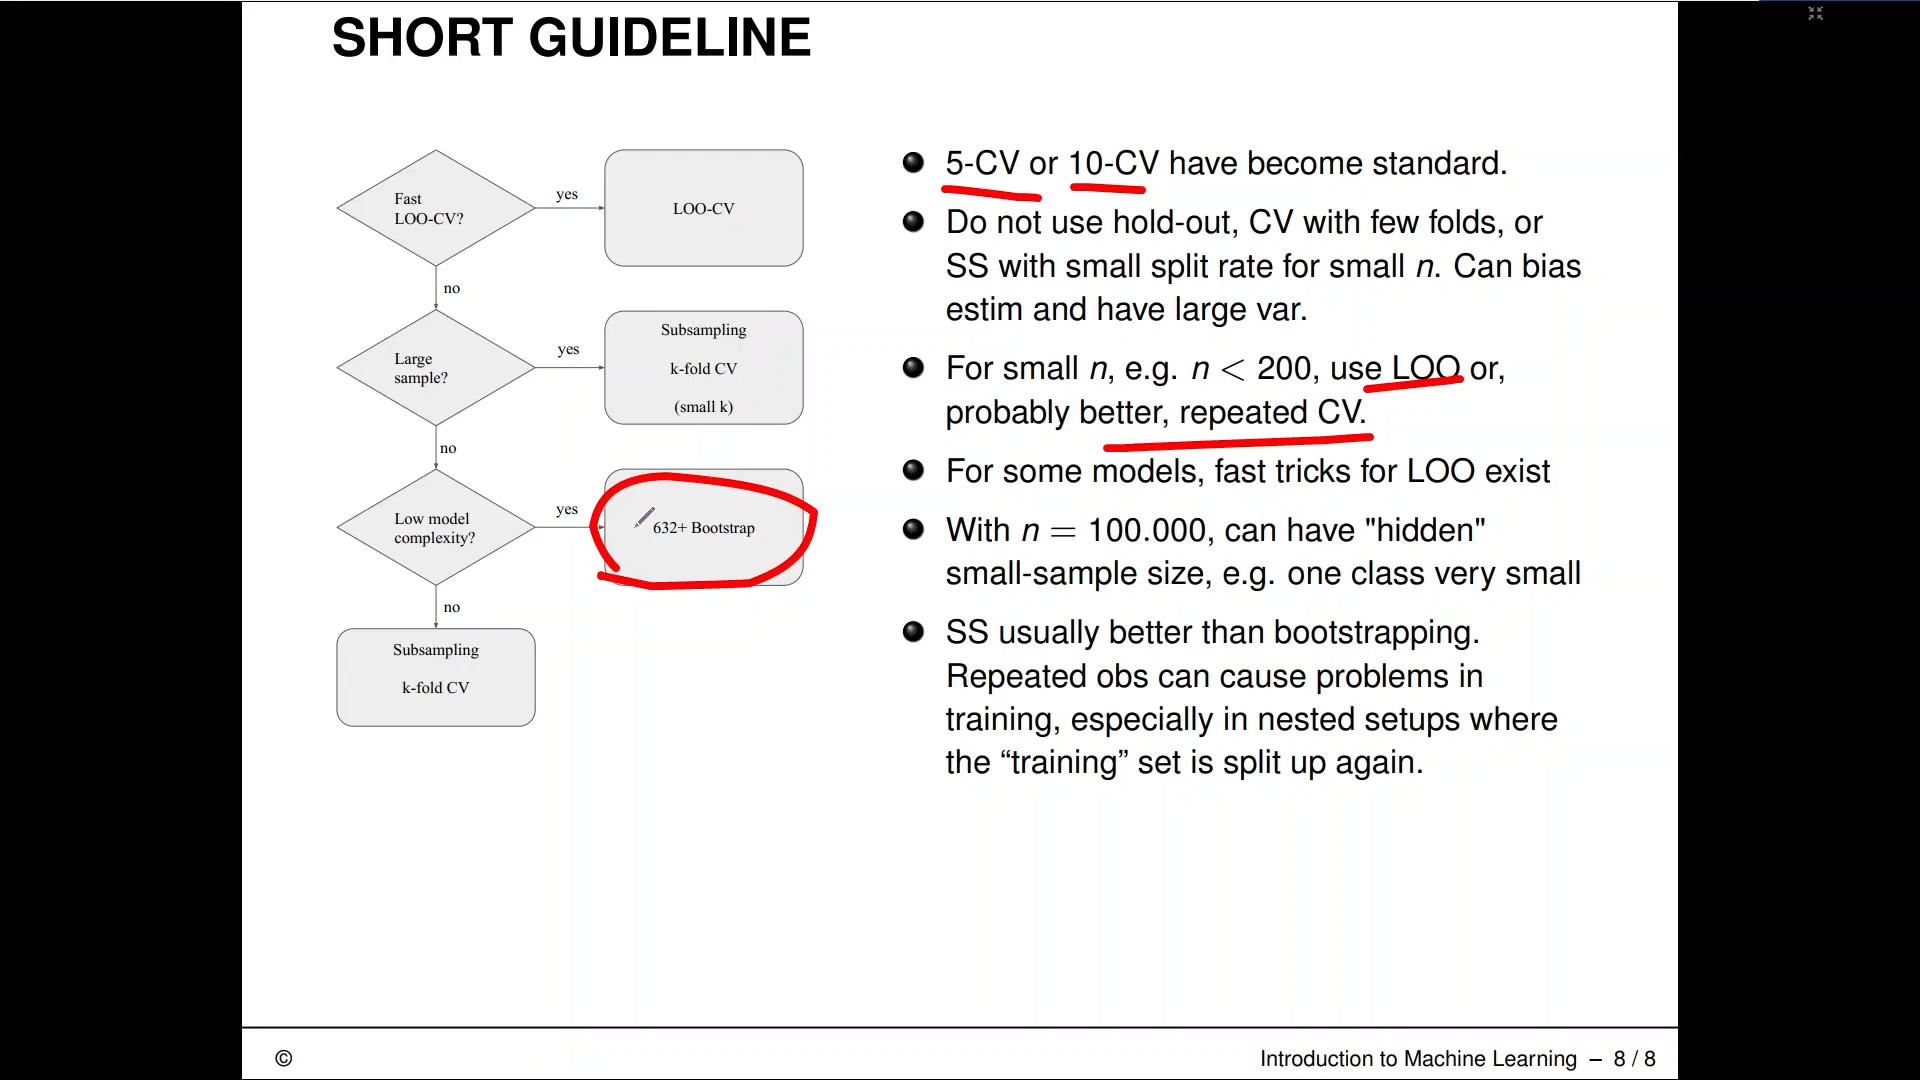 SHORT GUIDELINE
Fast
LOO-CV?
yes
LOO-CV
no
Large
sample?
yes
Subsampling
k-fold CV
(small k)
no
Low model
complexity?
yes
632+ Bootstrap
no
Subsampling
k-fold CV
5-CV or 10-CV have become standard.
Do not use hold-out, CV with few folds, or
SS with small split rate for small n. Can bias
estim and have large var.
For small n, e.g. n < 200, use LOO or,
probably better, repeated CV.
For some models, fast tricks for LOO exist
With n = 100.000, can have "hidden"
small-sample size, e.g. one class very small
SS usually better than bootstrapping.
Repeated obs can cause problems in
training, especially in nested setups where
the “training” set is split up again.
©
Introduction to Machine Learning – 8 / 8